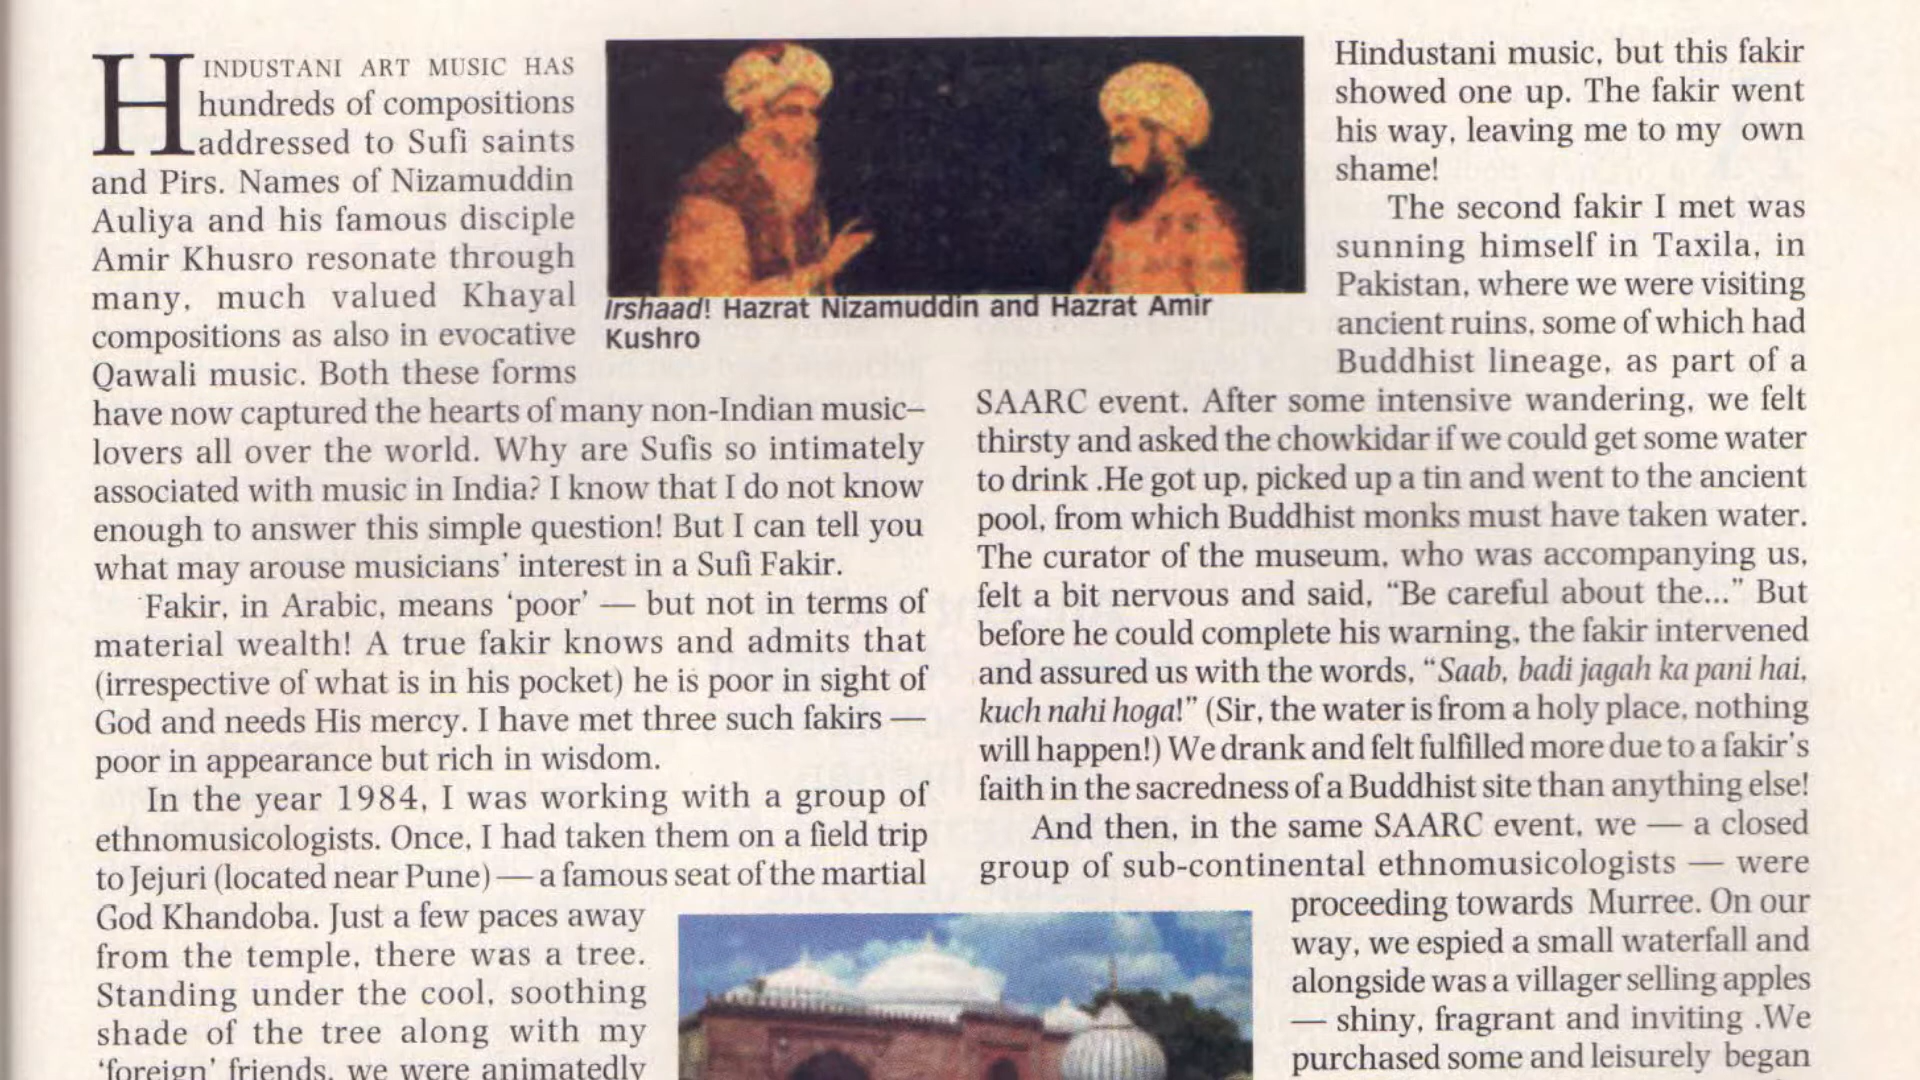 HINDUSTANI ART MUSIC HAS
hundreds of compositions
addressed to Sufi saints
and Pirs. Names of Nizamuddin
Auliya and his famous disciple
Amir Khusro resonate through
many, much valued Khayal
compositions as also in evocative
Qawali music. Both these forms
have now captured the hearts of many non-Indian music–
lovers all over the world. Why are Sufis so intimately
associated with music in India? I know that I do not know
enough to answer this simple question! But I can tell you
what may arouse musicians’ interest in a Sufi Fakir.
Fakir, in Arabic, means ‘poor’ — but not in terms of
material wealth! A true fakir knows and admits that
(irrespective of what is in his pocket) he is poor in sight of
God and needs His mercy. I have met three such fakirs —
poor in appearance but rich in wisdom.
In the year 1984, I was working with a group of
ethnomusicologists. Once, I had taken them on a field trip
to Jejuri (located near Pune) — a famous seat of the martial
God Khandoba. Just a few paces away
from the temple, there was a tree.
Standing under the cool, soothing
shade of the tree along with my
‘foreign’ friends, we were animatedly
Irshaad! Hazrat Nizamuddin and Hazrat Amir
Kushro
Hindustani music, but this fakir
showed one up. The fakir went
his way, leaving me to my own
shame!
The second fakir I met was
sunning himself in Taxila, in
Pakistan, where we were visiting
ancient ruins, some of which had
Buddhist lineage, as part of a
SAARC event. After some intensive wandering, we felt
thirsty and asked the chowkidar if we could get some water
to drink .He got up, picked up a tin and went to the ancient
pool, from which Buddhist monks must have taken water.
The curator of the museum, who was accompanying us,
felt a bit nervous and said, “Be careful about the...” But
before he could complete his warning, the fakir intervened
and assured us with the words, “Saab, badi jagah ka pani hai,
kuch nahi hoga!” (Sir, the water is from a holy place, nothing
will happen!) We drank and felt fulfilled more due to a fakir’s
faith in the sacredness of a Buddhist site than anything else!
And then, in the same SAARC event, we — a closed
group of sub-continental ethnomusicologists — were
proceeding towards Murree. On our
way, we espied a small waterfall and
alongside was a villager selling apples
— shiny, fragrant and inviting .We
purchased some and leisurely began